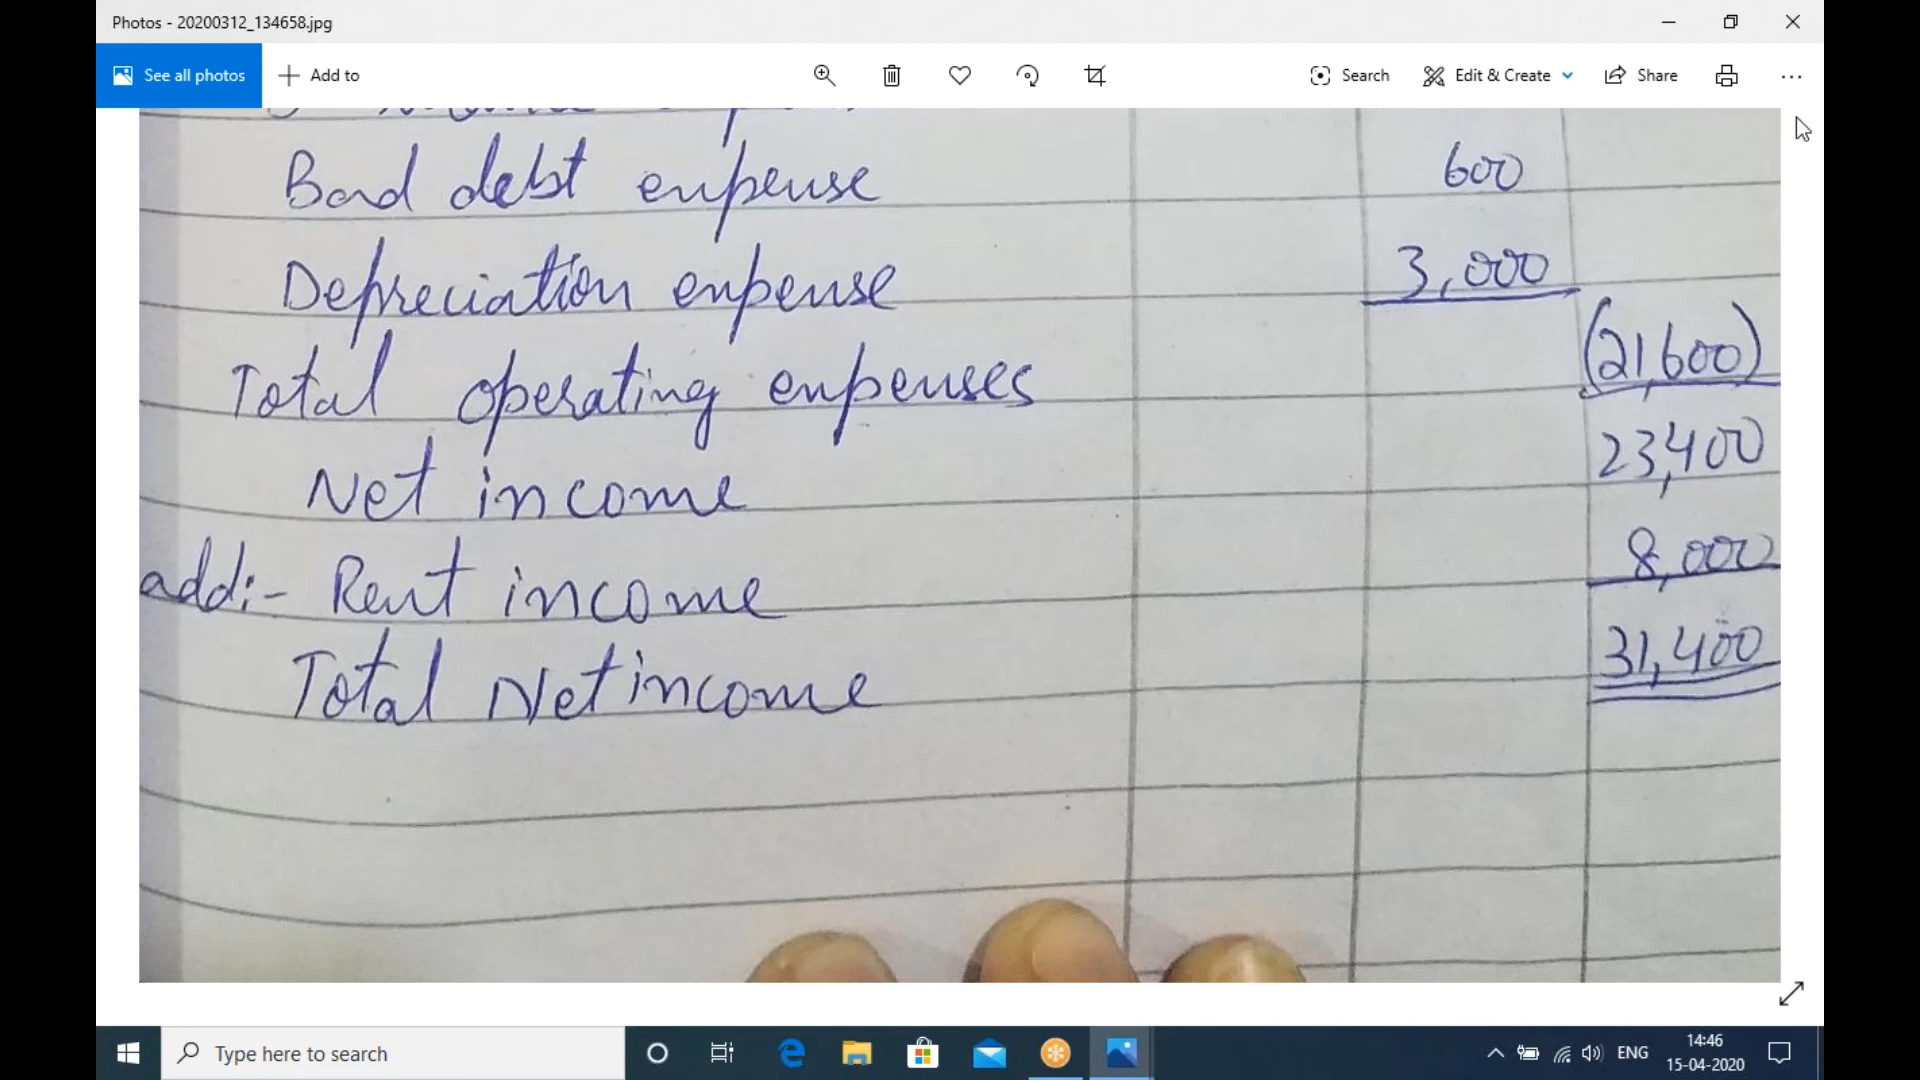 Photos - 20200312_134658.jpg
See all photos
Add to
Search
Edit & Create
Share
Bad debt expense 600
Depreciation expense 3,000
Total operating expenses (21,600)
Net income 23,400
add:- Rent income 8,000
Total Net income 31,400
Type here to search
ENG
14:46
15-04-2020